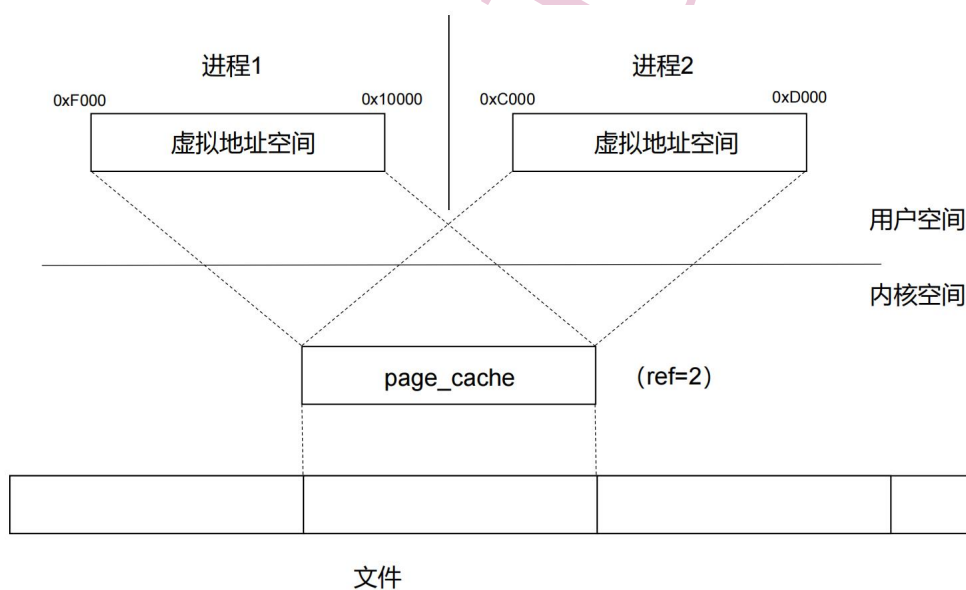 进程1
进程2
0xF000
0x10000
0xC000
0xD000
虚拟地址空间
虚拟地址空间
用户空间
内核空间
page_cache
（ref=2）
文件